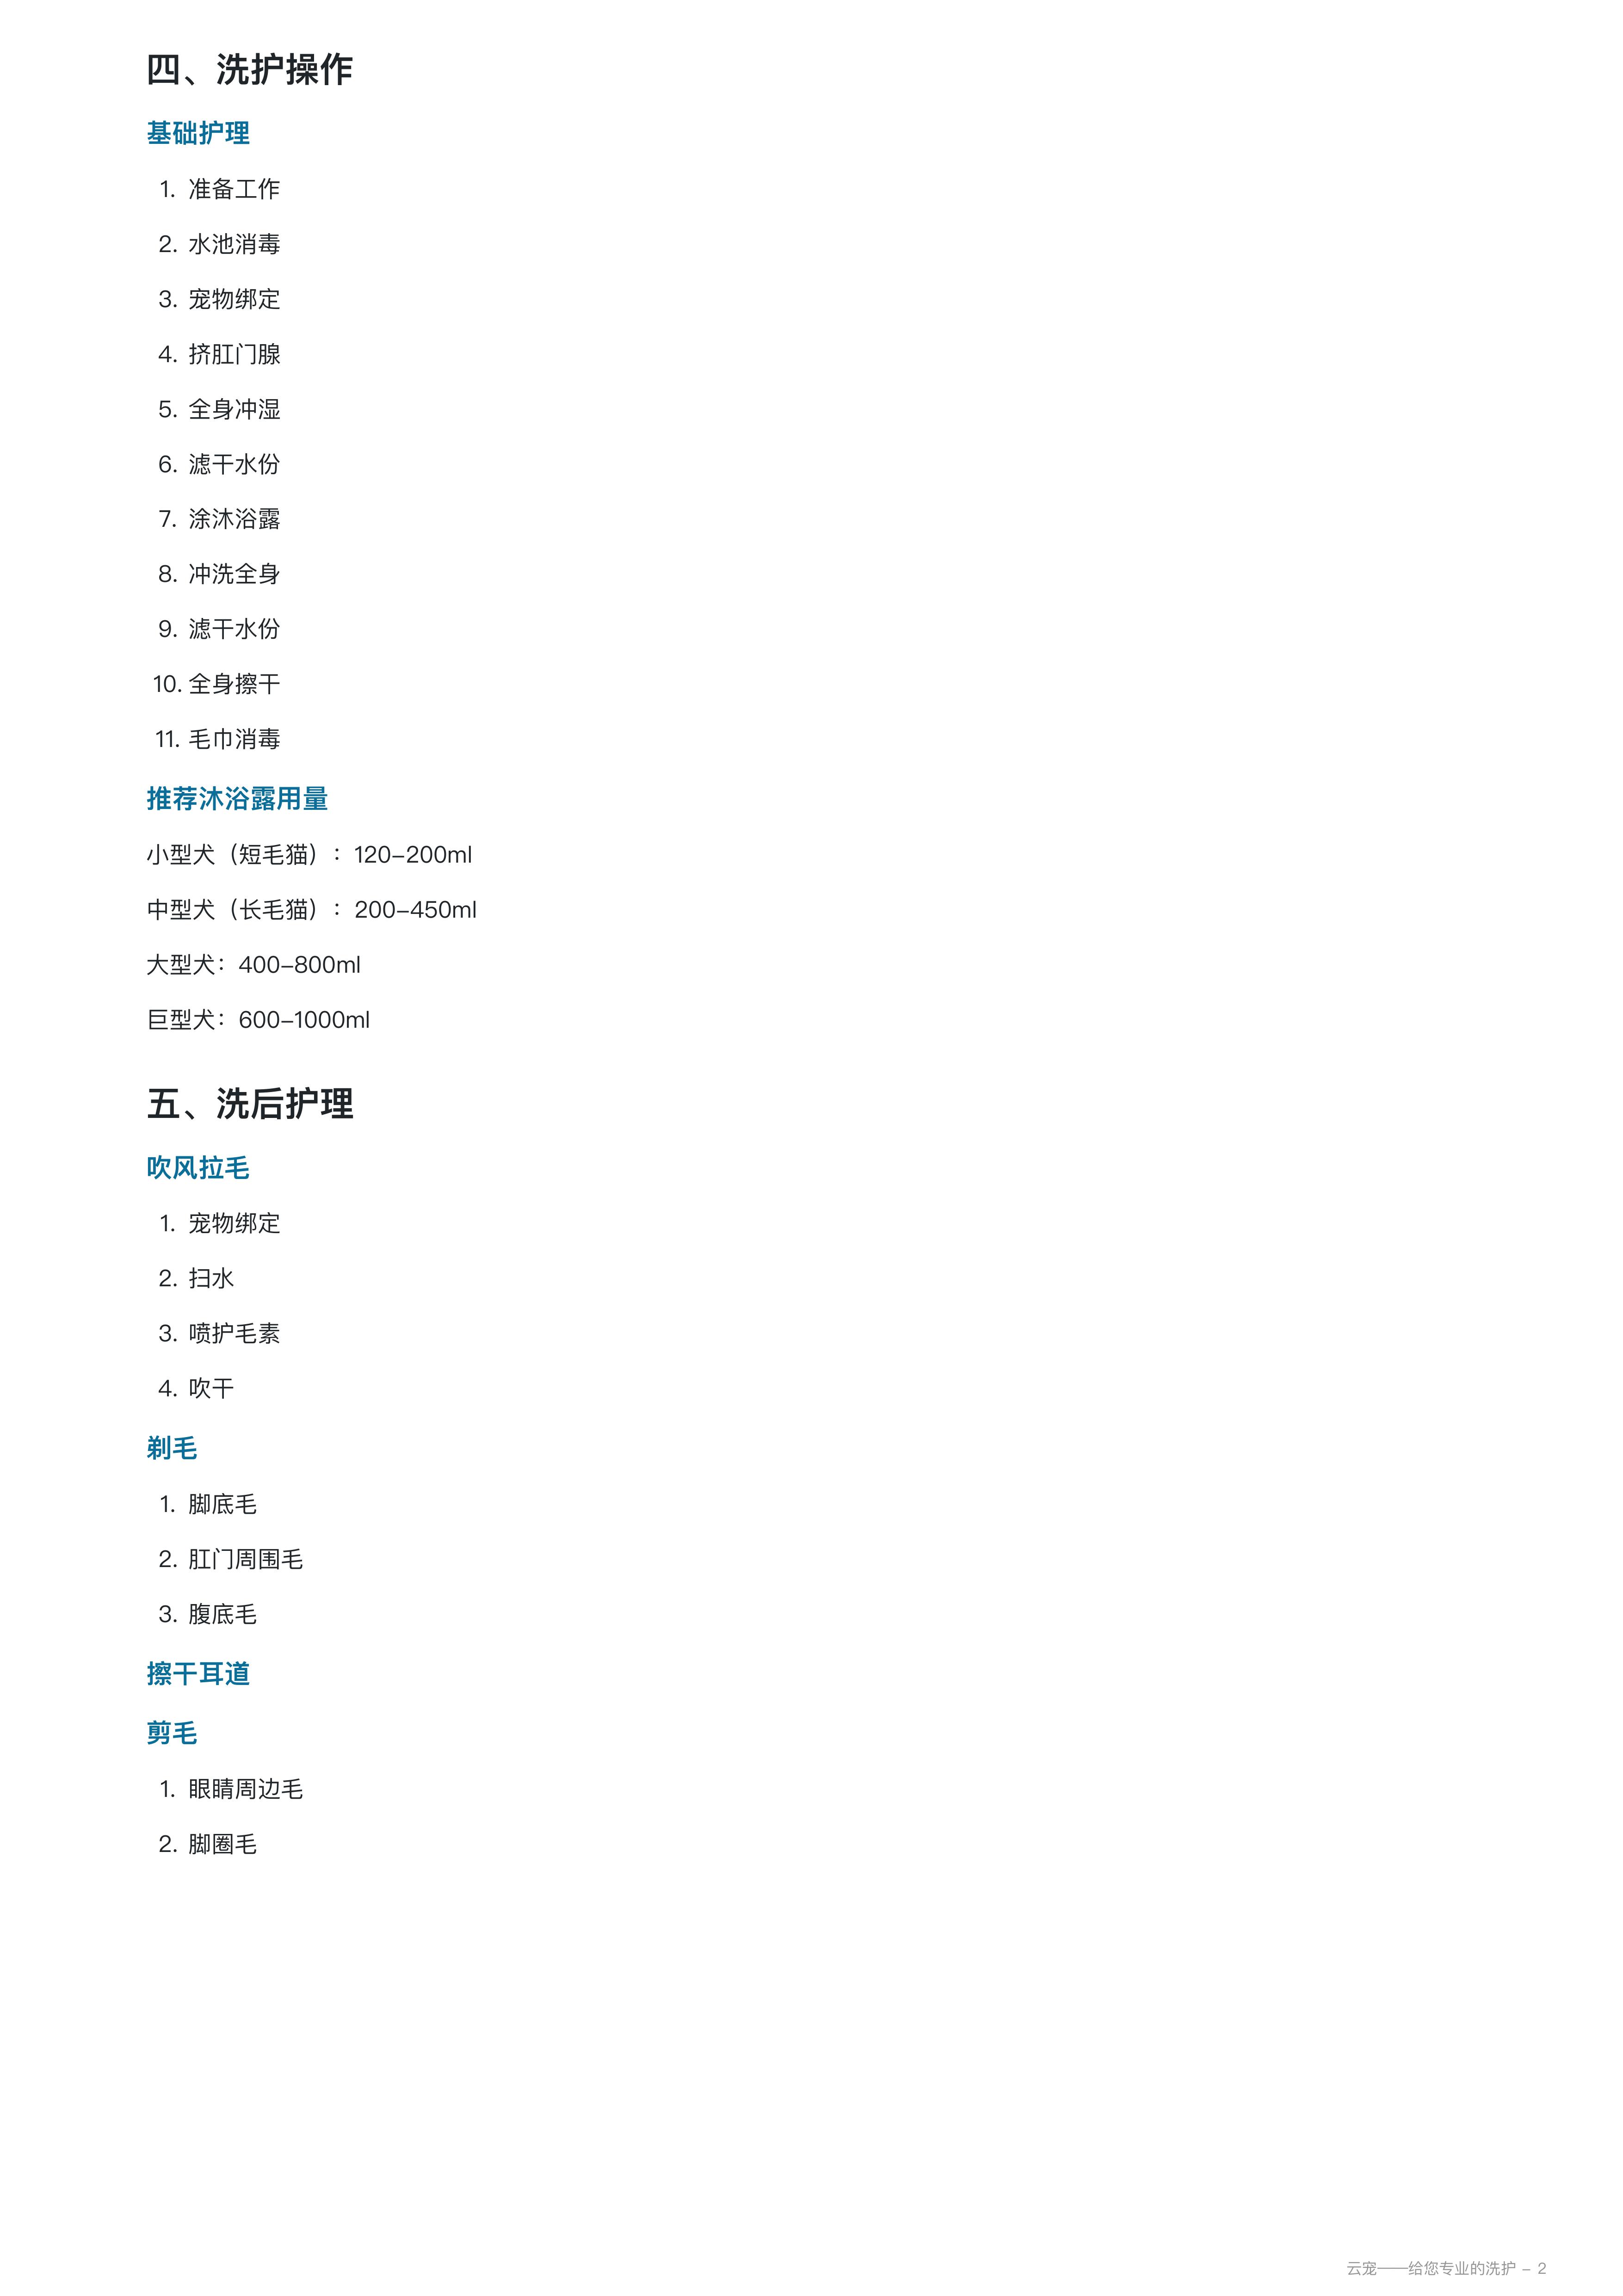 四、洗护操作
基础护理
1. 准备工作
2. 水池消毒
3. 宠物绑定
4. 挤肛门腺
5. 全身冲湿
6. 滤干水份
7. 涂沐浴露
8. 冲洗全身
9. 滤干水份
10. 全身擦干
11. 毛巾消毒
推荐沐浴露用量
小型犬（短毛猫）：120–200ml
中型犬（长毛猫）：200–450ml
大型犬：400–800ml
巨型犬：600–1000ml
五、洗后护理
吹风拉毛
1. 宠物绑定
2. 扫水
3. 喷护毛素
4. 吹干
剃毛
1. 脚底毛
2. 肛门周围毛
3. 腹底毛
擦干耳道
剪毛
1. 眼睛周边毛
2. 脚圈毛
云宠——给您专业的洗护 – 2